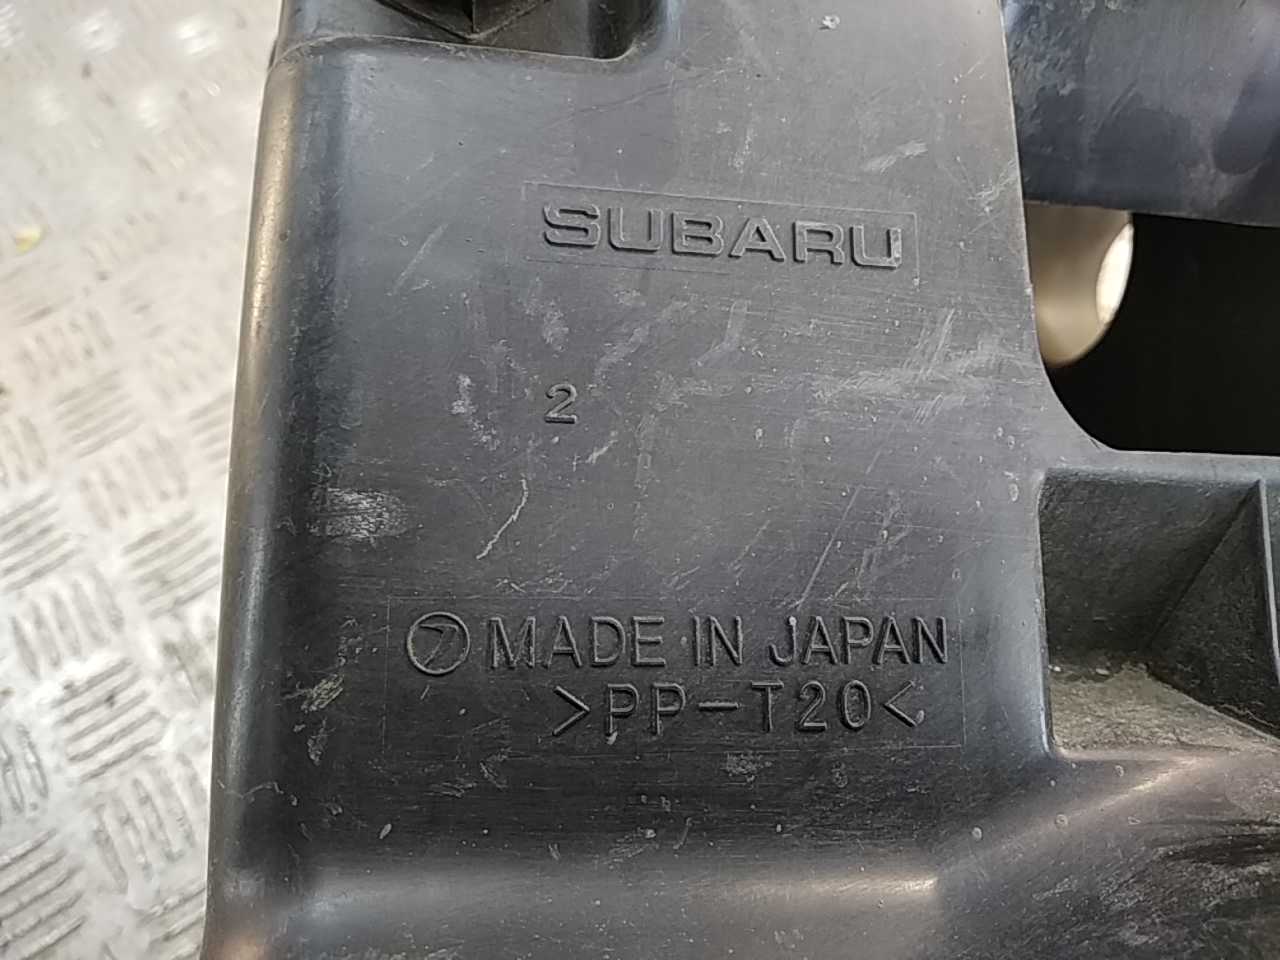 SUBARU
2
MADE IN JAPAN
>PP-T20<